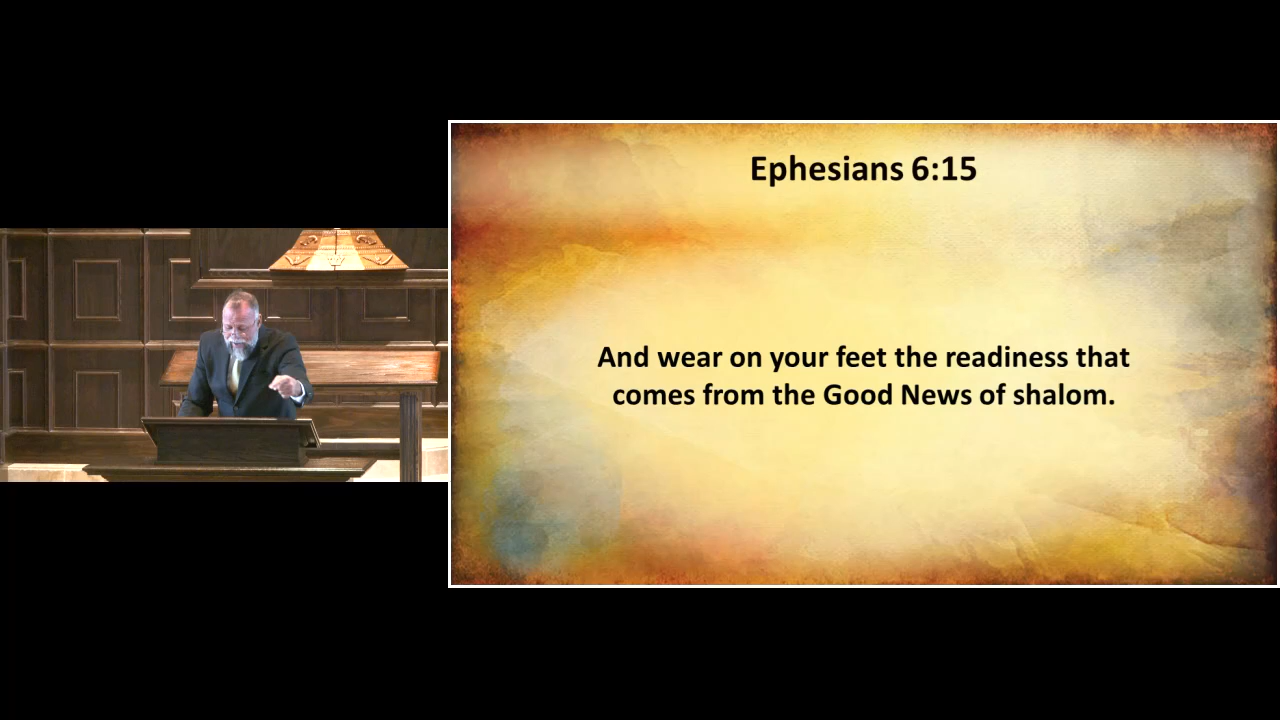 Ephesians 6:15
And wear on your feet the readiness that
comes from the Good News of shalom.